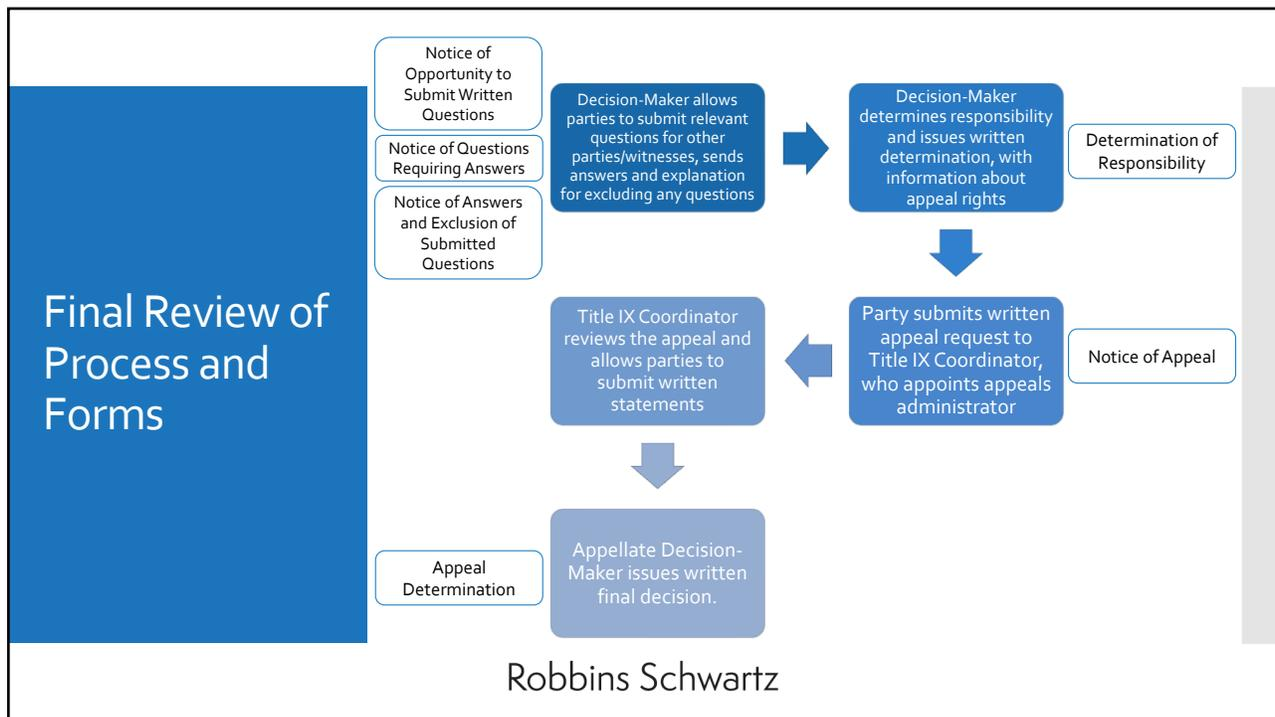 Final Review of
Process and
Forms
Notice of
Opportunity to
Submit Written
Questions
Notice of Questions
Requiring Answers
Notice of Answers
and Exclusion of
Submitted
Questions
Decision-Maker allows
parties to submit relevant
questions for other
parties/witnesses, sends
answers and explanation
for excluding any questions
Decision-Maker
determines responsibility
and issues written
determination, with
information about
appeal rights
Determination of
Responsibility
Party submits written
appeal request to
Title IX Coordinator,
who appoints appeals
administrator
Notice of Appeal
Title IX Coordinator
reviews the appeal and
allows parties to
submit written
statements
Appellate Decision-
Maker issues written
final decision.
Appeal
Determination
Robbins Schwartz